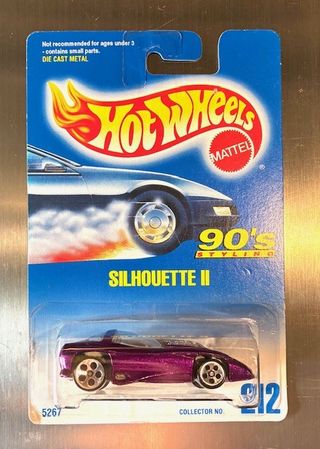 Not recommended for ages under 3
- contains small parts.
DIE CAST METAL
HOT WHEELS
MATTEL
®
90's
STYLING
SILHOUETTE II
5267
COLLECTOR NO. 212